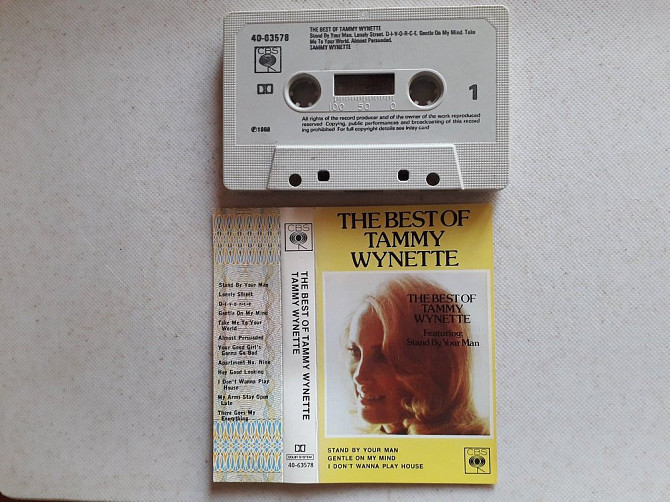 40-63578
CBS
THE BEST OF TAMMY WYNETTE
Stand By Your Man. Lonely Street. D-I-V-O-R-C-E. Gentle On My Mind. Take
Me To Your World. Almost Persuaded.
TAMMY WYNETTE
100 50 0
1
All rights of the record producer and of the owner of the work reproduced
reserved Copying, public performances and broadcasting of this record
ing prohibited For full copyright details see inlay card
℗1968
CBS
Stand By Your Man
Lonely Street
D-I-V-O-R-C-E
Gentle On My Mind
Take Me To Your
World
Almost Persuaded
Your Good Girl's
Gonna Go Bad
Apartment No. Nine
Hey Good Looking
I Don't Wanna Play
House
My Arms Stay Open
Late
There Goes My
Everything
THE BEST OF TAMMY WYNETTE
TAMMY WYNETTE
DOLBY SYSTEM
40-63578
THE BEST OF
TAMMY
WYNETTE
THE BEST OF
TAMMY
WYNETTE
Featuring:
Stand By Your Man
STAND BY YOUR MAN
GENTLE ON MY MIND
I DON'T WANNA PLAY HOUSE
CBS